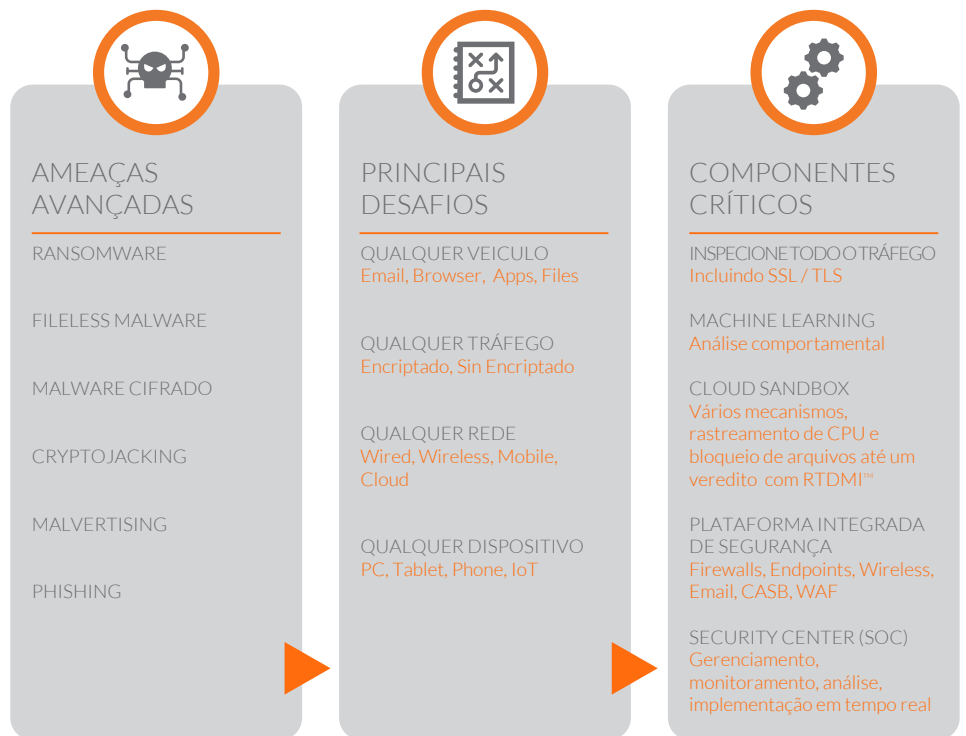 AMEAÇAS
AVANÇADAS
RANSOMWARE
FILELESS MALWARE
MALWARE CIFRADO
CRYPTOJACKING
MALVERTISING
PHISHING
PRINCIPAIS
DESAFIOS
QUALQUER VEICULO
Email, Browser, Apps, Files
QUALQUER TRÁFEGO
Encriptado, Sin Encriptado
QUALQUER REDE
Wired, Wireless, Mobile,
Cloud
QUALQUER DISPOSITIVO
PC, Tablet, Phone, IoT
COMPONENTES
CRÍTICOS
INSPECIONE TODO O TRÁFEGO
Incluindo SSL / TLS
MACHINE LEARNING
Análise comportamental
CLOUD SANDBOX
Vários mecanismos,
rastreamento de CPU e
bloqueio de arquivos até um
veredito com RTDMI™
PLATAFORMA INTEGRADA
DE SEGURANÇA
Firewalls, Endpoints, Wireless,
Email, CASB, WAF
SECURITY CENTER (SOC)
Gerenciamento,
monitoramento, análise,
implementação em tempo real